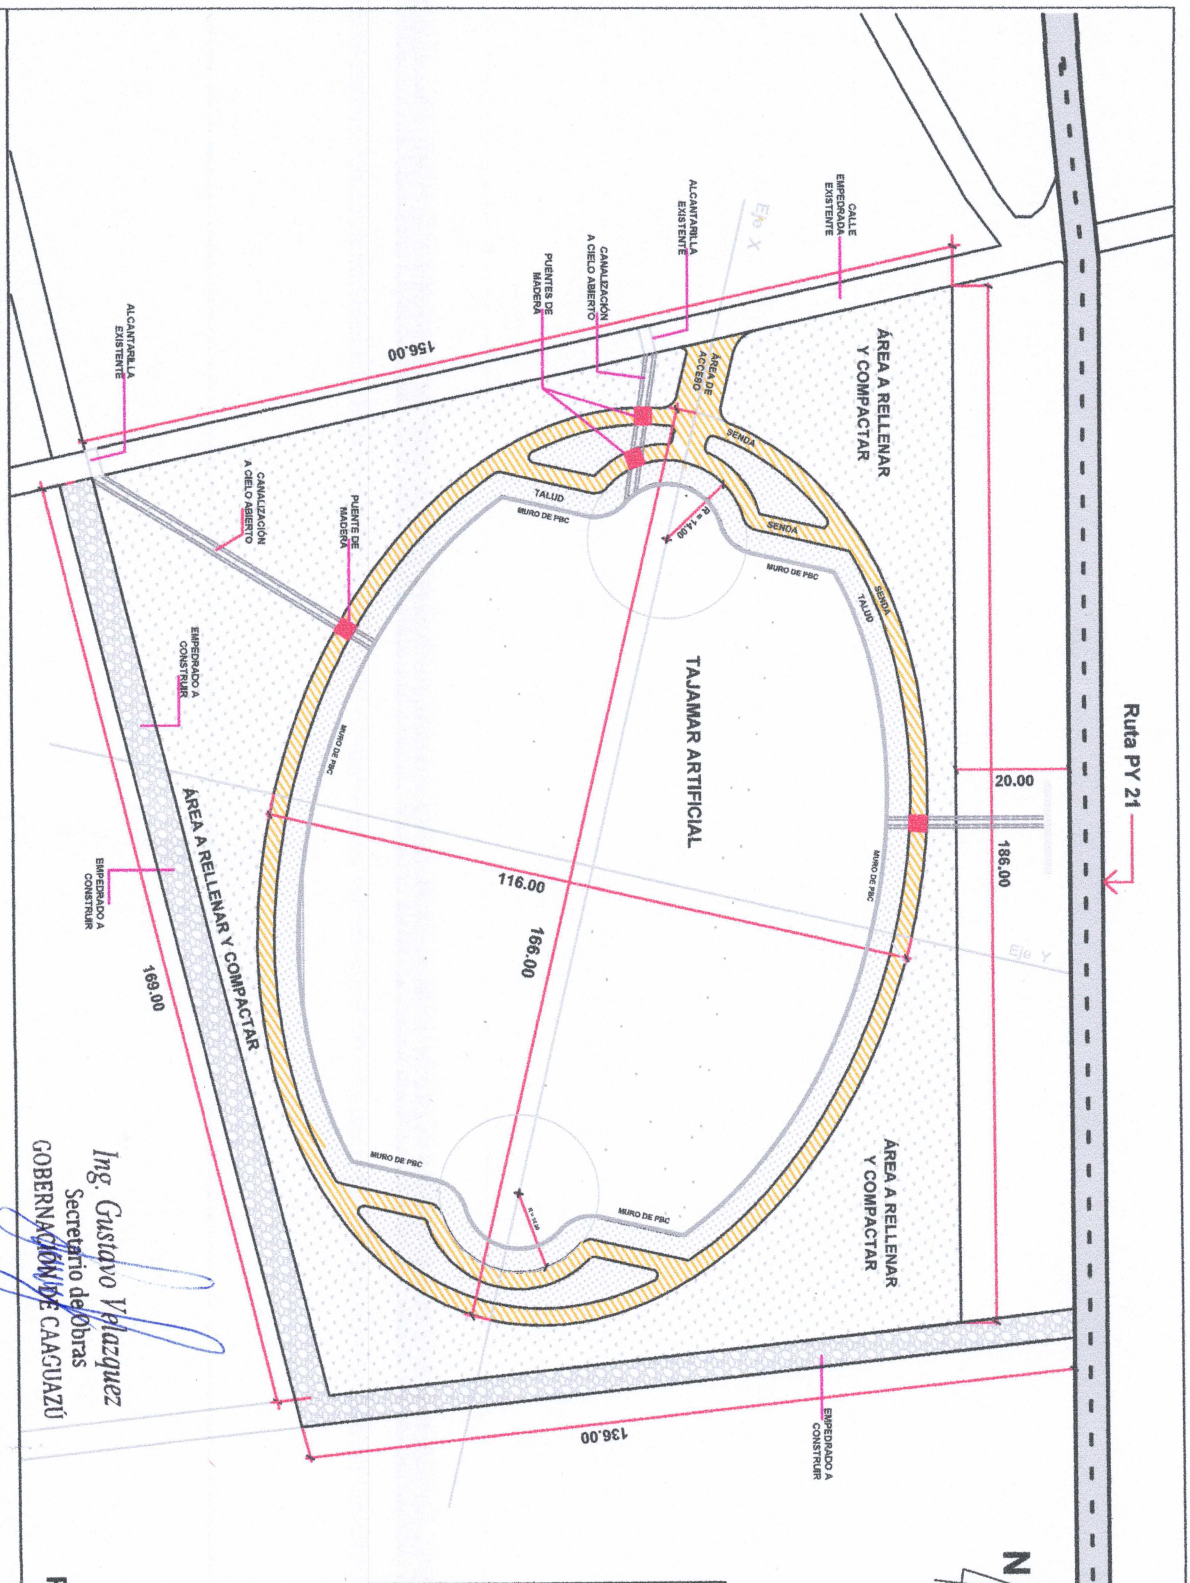 Ruta PY 21
20.00
186.00
CALLE
EMPEDRADA
EXISTENTE
ÁREA A RELLENAR
Y COMPACTAR
ÁREA A RELLENAR
Y COMPACTAR
Eje X
Eje Y
ALCANTARILLA
EXISTENTE
CANALIZACIÓN
A CIELO ABIERTO
PUENTES DE
MADERA
ÁREA DE
ACCESO
SENDA
SENDA
SENDA
TALUD
TALUD
R = 14.00
MURO DE PBC
MURO DE PBC
MURO DE PBC
TAJAMAR ARTIFICIAL
116.00
166.00
156.00
ALCANTARILLA
EXISTENTE
CANALIZACIÓN
A CIELO ABIERTO
PUENTE DE
MADERA
MURO DE PBC
EMPEDRADO A
CONSTRUIR
ÁREA A RELLENAR Y COMPACTAR
EMPEDRADO A
CONSTRUIR
169.00
MURO DE PBC
MURO DE PBC
136.00
EMPEDRADO A
CONSTRUIR
N
Ing. Gustavo Velazquez
Secretario de Obras
GOBERNACIÓN DE CAAGUAZÚ